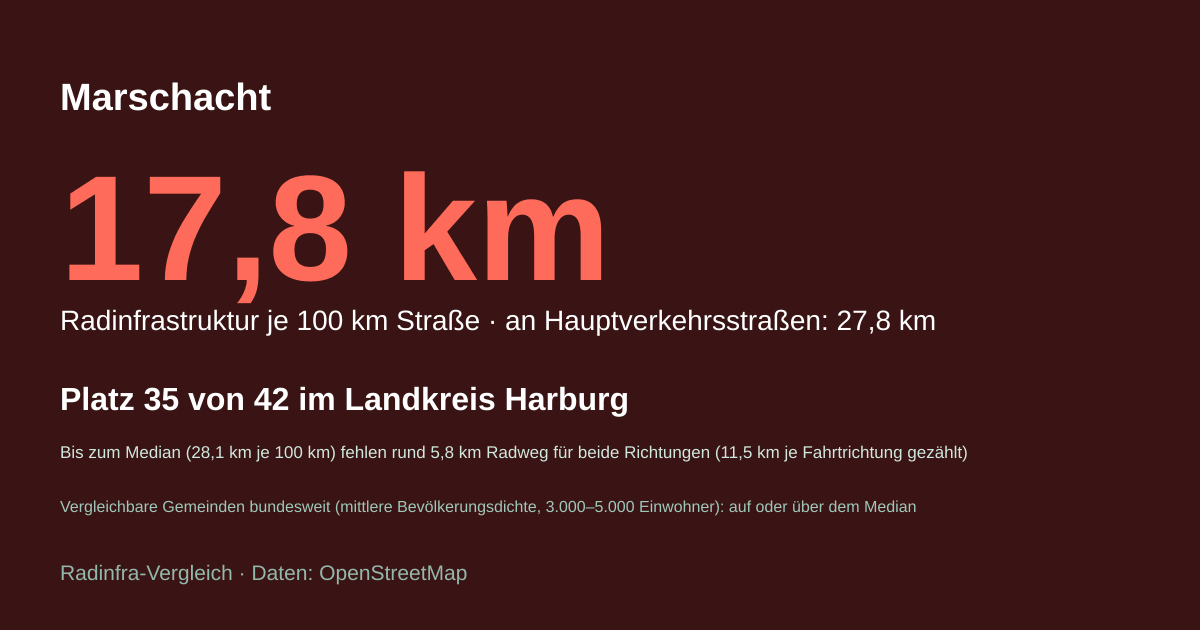 Marschacht
17,8 km
Radinfrastruktur je 100 km Straße · an Hauptverkehrsstraßen: 27,8 km
Platz 35 von 42 im Landkreis Harburg
Bis zum Median (28,1 km je 100 km) fehlen rund 5,8 km Radweg für beide Richtungen (11,5 km je Fahrtrichtung gezählt)
Vergleichbare Gemeinden bundesweit (mittlere Bevölkerungsdichte, 3.000–5.000 Einwohner): auf oder über dem Median
Radinfra-Vergleich · Daten: OpenStreetMap